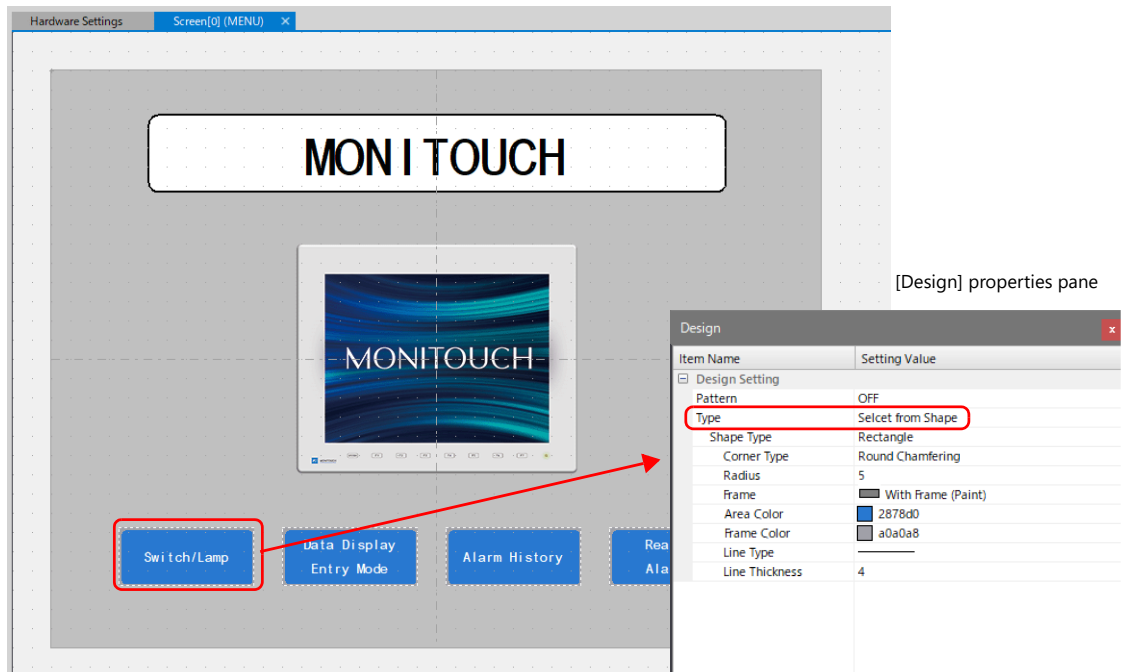 Hardware Settings
Screen[0] (MENU)
MONITOUCH
MONITOUCH
[Design] properties pane
Design
Item Name Setting Value
Design Setting
Pattern OFF
Type Selcet from Shape
Shape Type Rectangle
Corner Type Round Chamfering
Radius 5
Frame With Frame (Paint)
Area Color 2878d0
Frame Color a0a0a8
Line Type
Line Thickness 4
Switch/Lamp
Data Display
Entry Mode
Alarm History
Rea
Ala